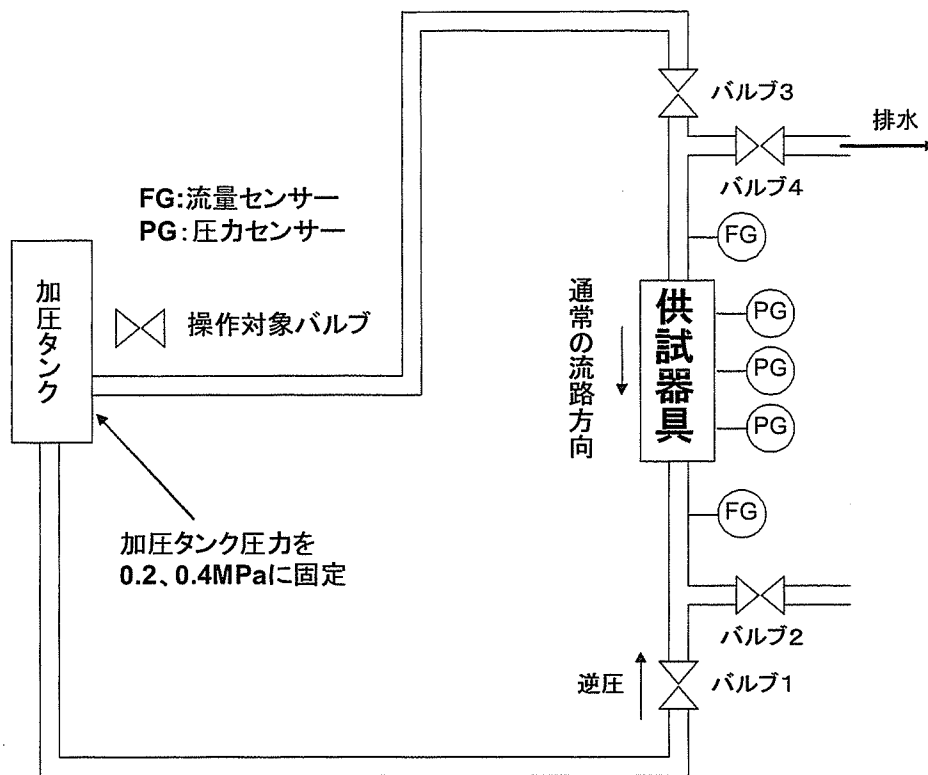 バルブ3
排水
バルブ4
FG:流量センサー
PG:圧力センサー
FG
加圧タンク
操作対象バルブ
通常の流路方向
供試器具
PG
PG
PG
FG
加圧タンク圧力を
0.2、0.4MPaに固定
バルブ2
逆圧
バルブ1